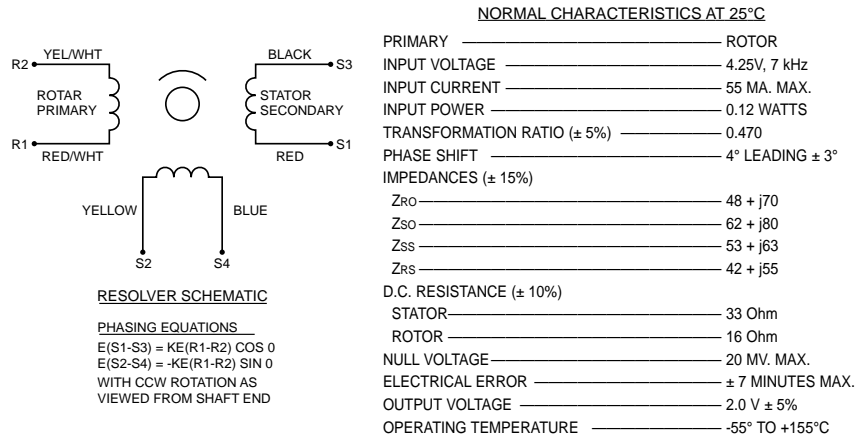 NORMAL CHARACTERISTICS AT 25°C
R2 YEL/WHT
BLACK S3
ROTAR
PRIMARY
STATOR
SECONDARY
R1 RED/WHT
RED S1
YELLOW
BLUE
S2
S4
RESOLVER SCHEMATIC
PHASING EQUATIONS
E(S1-S3) = KE(R1-R2) COS 0
E(S2-S4) = -KE(R1-R2) SIN 0
WITH CCW ROTATION AS
VIEWED FROM SHAFT END
PRIMARY ROTOR
INPUT VOLTAGE 4.25V, 7 kHz
INPUT CURRENT 55 MA. MAX.
INPUT POWER 0.12 WATTS
TRANSFORMATION RATIO (± 5%) 0.470
PHASE SHIFT 4° LEADING ± 3°
IMPEDANCES (± 15%)
ZRO 48 + j70
ZSO 62 + j80
ZSS 53 + j63
ZRS 42 + j55
D.C. RESISTANCE (± 10%)
STATOR 33 Ohm
ROTOR 16 Ohm
NULL VOLTAGE 20 MV. MAX.
ELECTRICAL ERROR ± 7 MINUTES MAX.
OUTPUT VOLTAGE 2.0 V ± 5%
OPERATING TEMPERATURE -55° TO +155°C